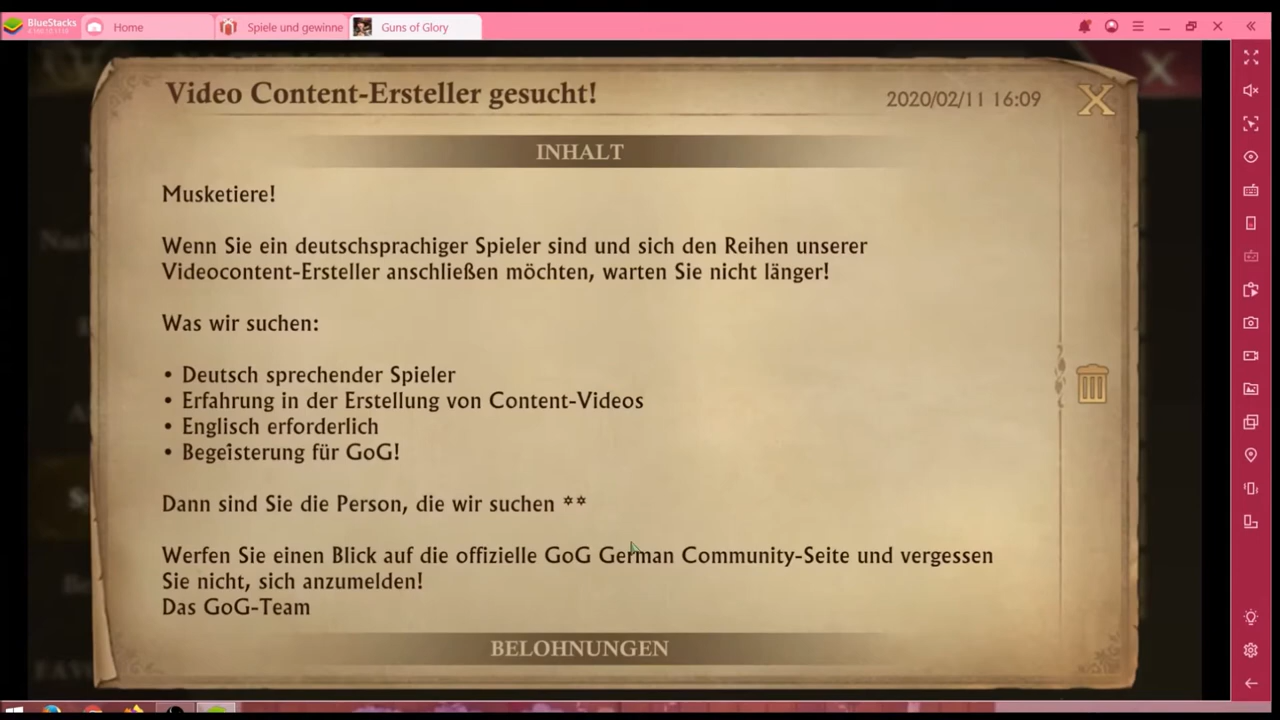 BlueStacks
Home
Spiele und gewinne
Guns of Glory
Video Content-Ersteller gesucht!
2020/02/11 16:09
INHALT
Musketiere!
Wenn Sie ein deutschsprachiger Spieler sind und sich den Reihen unserer
Videocontent-Ersteller anschließen möchten, warten Sie nicht länger!
Was wir suchen:
• Deutsch sprechender Spieler
• Erfahrung in der Erstellung von Content-Videos
• Englisch erforderlich
• Begeisterung für GoG!
Dann sind Sie die Person, die wir suchen **
Werfen Sie einen Blick auf die offizielle GoG German Community-Seite und vergessen
Sie nicht, sich anzumelden!
Das GoG-Team
BELOHNUNGEN